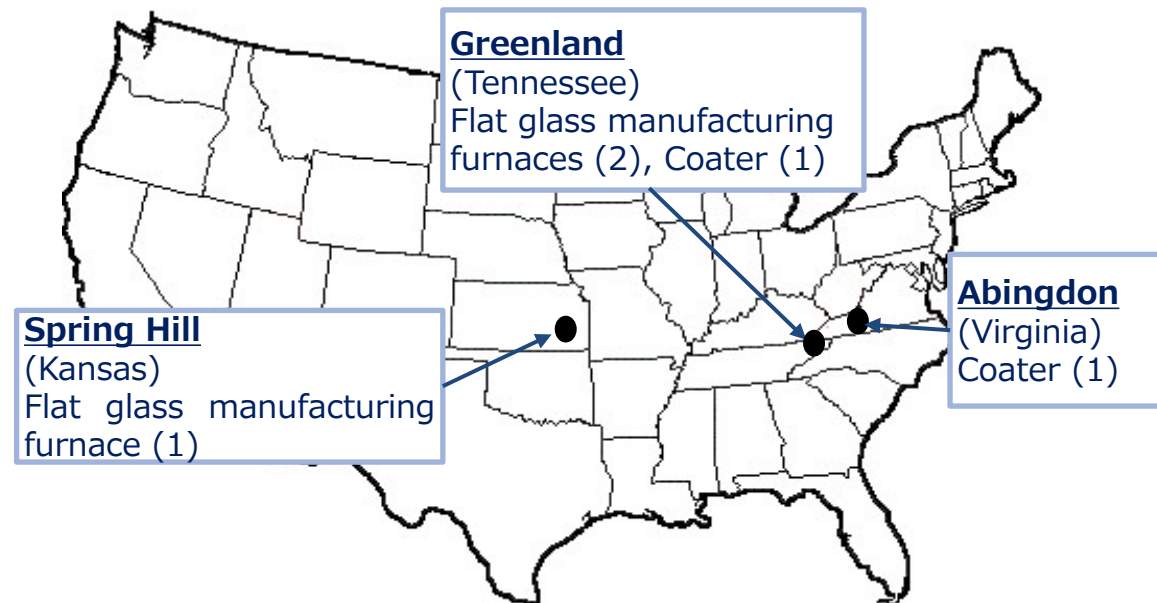 Greenland
(Tennessee)
Flat glass manufacturing
furnaces (2), Coater (1)
Spring Hill
(Kansas)
Flat glass manufacturing
furnace (1)
Abingdon
(Virginia)
Coater (1)